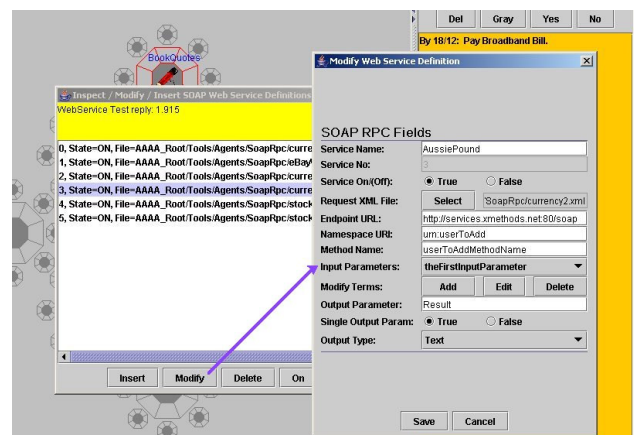 Del Gray Yes No
By 18/12: Pay Broadband Bill.
BookQuotes
Inspect / Modify / Insert SOAP Web Service Definitions
WebService Test reply: 1.915
0, State=ON, File=AAAA_Root/Tools/Agents/SoapRpc/curre
1, State=ON, File=AAAA_Root/Tools/Agents/SoapRpc/eBay
2, State=ON, File=AAAA_Root/Tools/Agents/SoapRpc/curre
3, State=ON, File=AAAA_Root/Tools/Agents/SoapRpc/curre
4, State=ON, File=AAAA_Root/Tools/Agents/SoapRpc/stock
5, State=ON, File=AAAA_Root/Tools/Agents/SoapRpc/stock
Insert Modify Delete On
Modify Web Service Definition
SOAP RPC Fields
Service Name: AussiePound
Service No: 3
Service On/(Off): True False
Request XML File: Select SoapRpc/currency2.xml
Endpoint URL: http://services.xmethods.net:80/soap
Namespace URI: urn:userToAdd
Method Name: userToAddMethodName
Input Parameters: theFirstInputParameter
Modify Terms: Add Edit Delete
Output Parameter: Result
Single Output Param: True False
Output Type: Text
Save Cancel